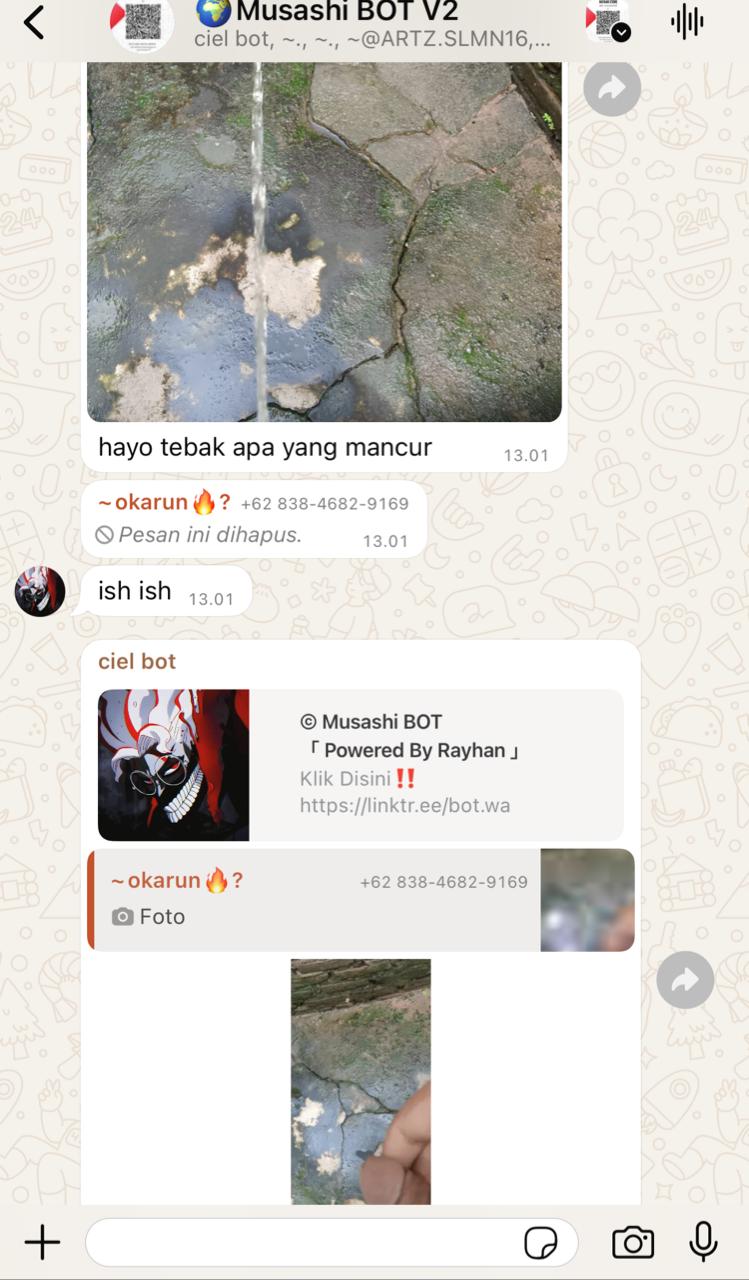 🌍Musashi BOT V2
ciel bot, ~., ~., ~@ARTZ.SLMN16,...
hayo tebak apa yang mancur
13.01
~okarun🔥? +62 838-4682-9169
Pesan ini dihapus.
13.01
ish ish 13.01
ciel bot
© Musashi BOT
「 Powered By Rayhan 」
Klik Disini‼️
https://linktr.ee/bot.wa
~okarun🔥? +62 838-4682-9169
Foto